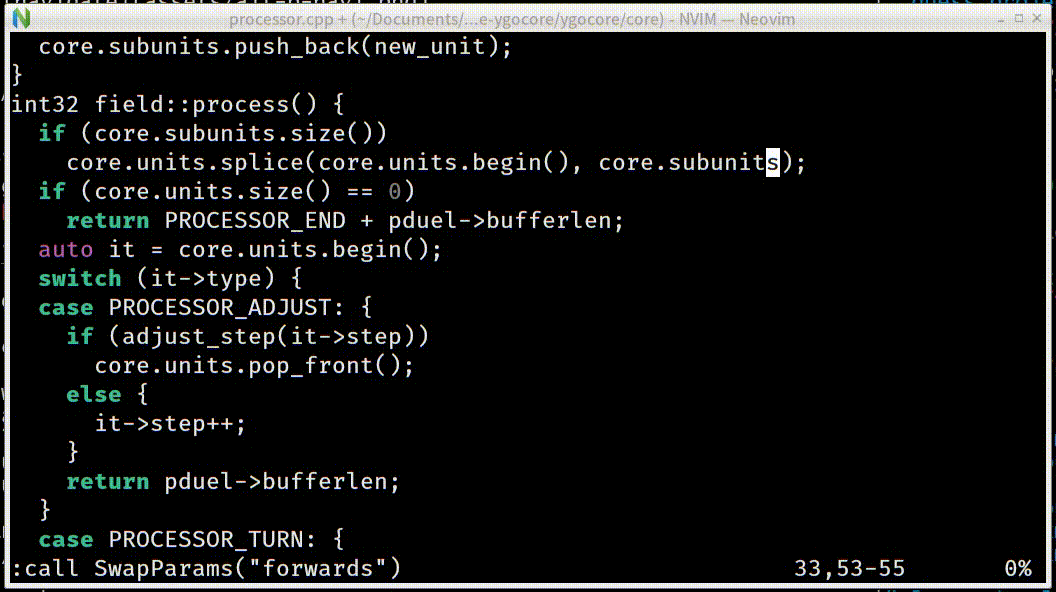 processor.cpp + (~/Documents/...e-ygocore/ygocore/core) - NVIM — Neovim
  core.subunits.push_back(new_unit);
}
int32 field::process() {
  if (core.subunits.size())
    core.units.splice(core.units.begin(), core.subunits);
  if (core.units.size() == 0)
    return PROCESSOR_END + pduel->bufferlen;
  auto it = core.units.begin();
  switch (it->type) {
  case PROCESSOR_ADJUST: {
    if (adjust_step(it->step))
      core.units.pop_front();
    else {
      it->step++;
    }
    return pduel->bufferlen;
  }
  case PROCESSOR_TURN: {
:call SwapParams("forwards") 33,53-55 0%